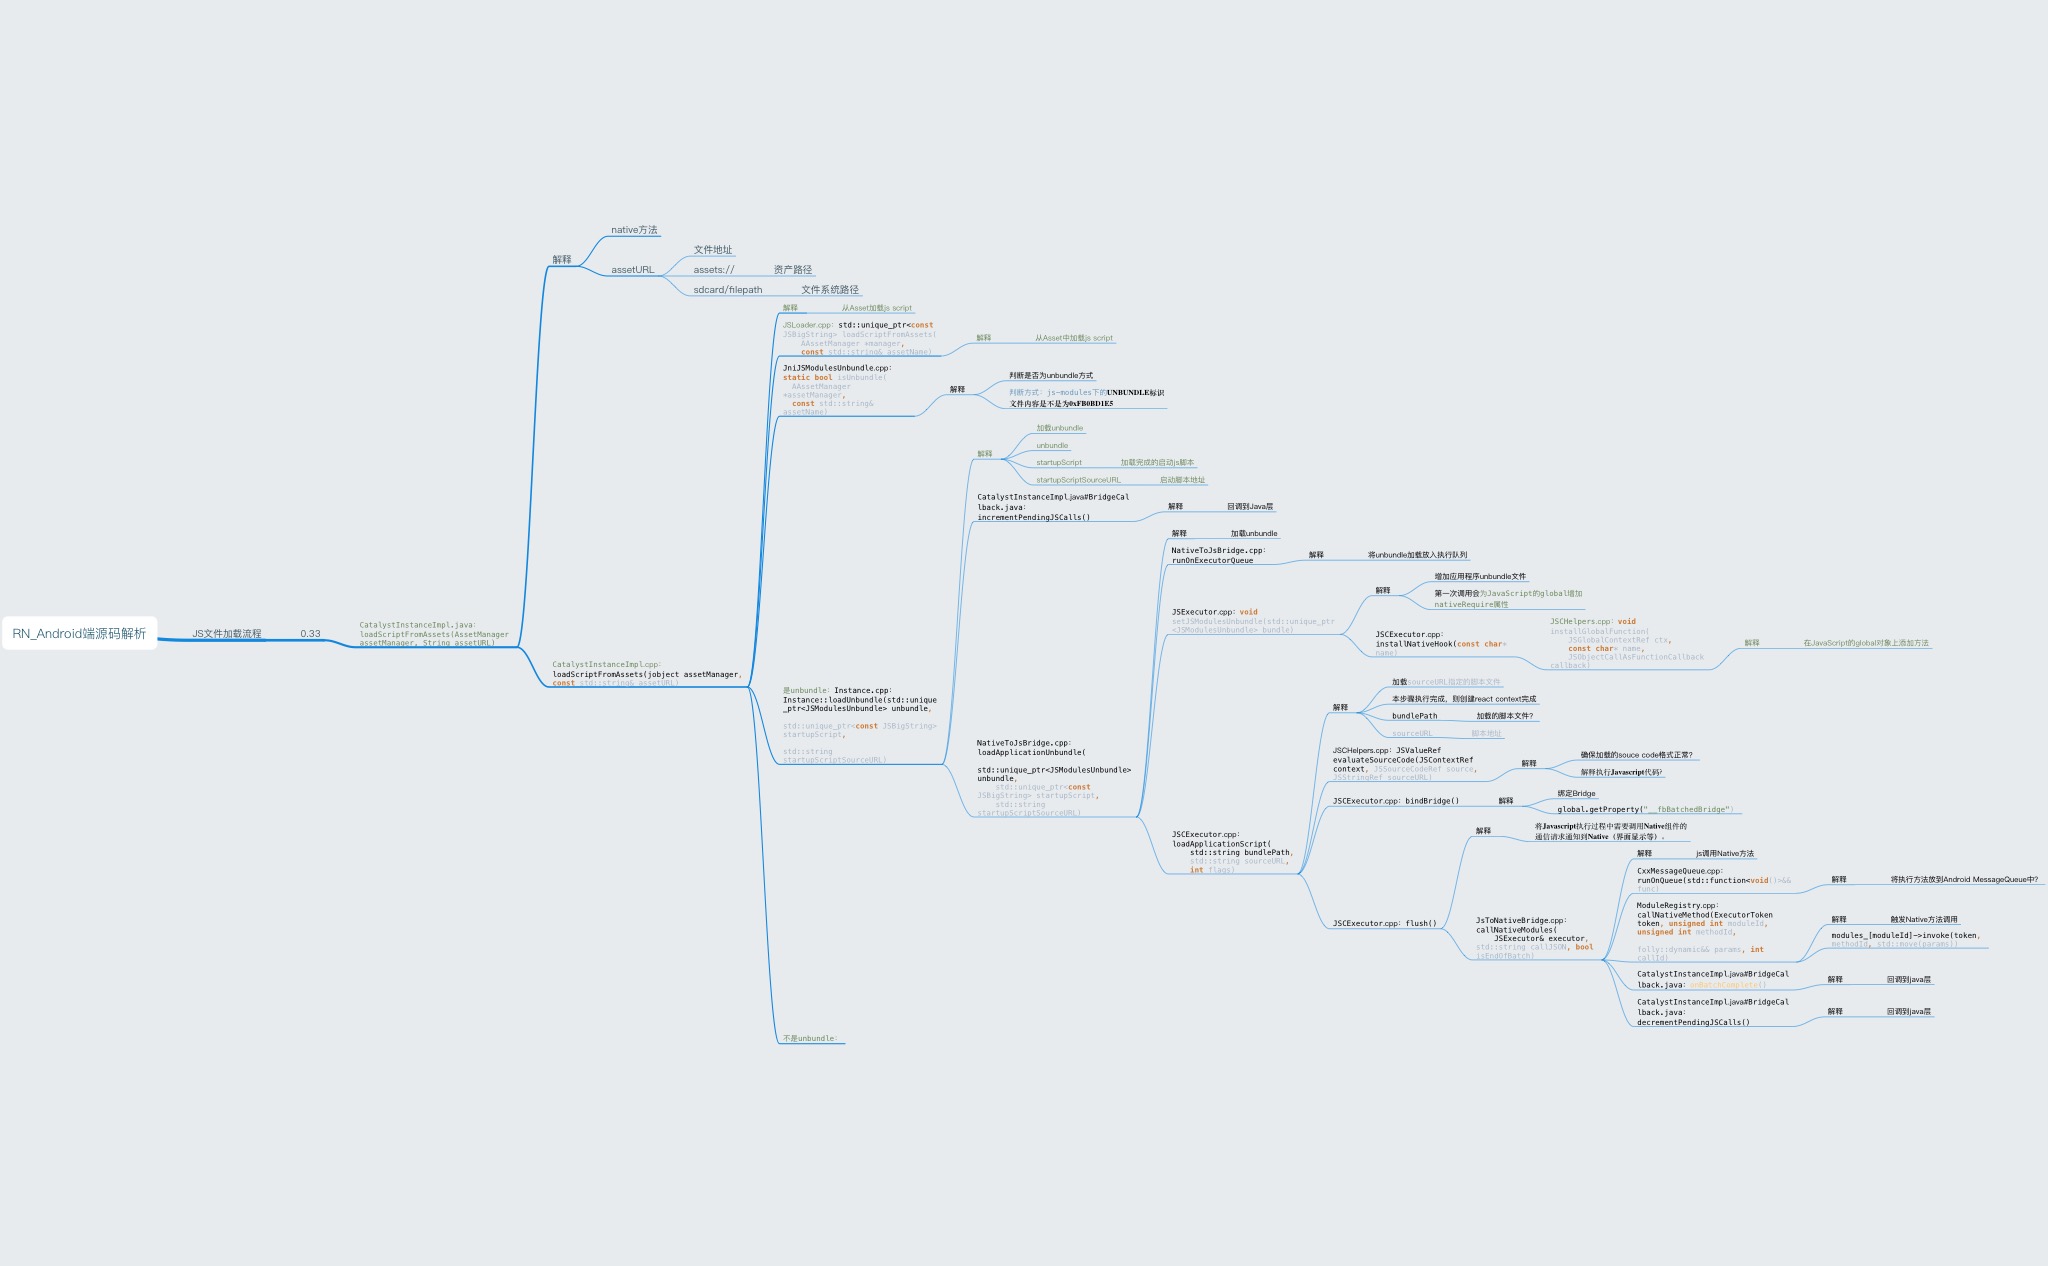 RN_Android端源码解析
JS文件加载流程
0.33
CatalystInstanceImpl.java:
loadScriptFromAssets(AssetManager
assetManager, String assetURL)
解释
native方法
assetURL
文件地址
assets://
资产路径
sdcard/filepath
文件系统路径
CatalystInstanceImpl.cpp:
loadScriptFromAssets(jobject assetManager,
const std::string& assetURL)
解释
从Asset加载js script
JSLoader.cpp: std::unique_ptr<const
JSBigString> loadScriptFromAssets(
AAssetManager *manager,
const std::string& assetName)
解释
从Asset中加载js script
JniJSModulesUnbundle.cpp:
static bool isUnbundle(
AAssetManager
*assetManager,
const std::string&
assetName)
解释
判断是否为unbundle方式
判断方式: js-modules下的UNBUNDLE标识
文件内容是不是为0xFB0BD1E5
是unbundle: Instance.cpp:
Instance::loadUnbundle(std::unique
_ptr<JSModulesUnbundle> unbundle,
std::unique_ptr<const JSBigString>
startupScript,
std::string
startupScriptSourceURL)
解释
加载unbundle
unbundle
startupScript
加载完成的启动js脚本
startupScriptSourceURL
启动脚本地址
CatalystInstanceImpl.java#BridgeCal
lback.java:
incrementPendingJSCalls()
解释
回调到Java层
NativeToJsBridge.cpp:
loadApplicationUnbundle(
std::unique_ptr<JSModulesUnbundle>
unbundle,
std::unique_ptr<const
JSBigString> startupScript,
std::string
startupScriptSourceURL)
解释
加载unbundle
NativeToJsBridge.cpp:
runOnExecutorQueue
解释
将unbundle加载放入执行队列
JSExecutor.cpp: void
setJSModulesUnbundle(std::unique_ptr
<JSModulesUnbundle> bundle)
解释
增加应用程序unbundle文件
第一次调用会为JavaScript的global增加
nativeRequire属性
JSCExecutor.cpp:
installNativeHook(const char*
name)
JSCHelpers.cpp: void
installGlobalFunction(
JSGlobalContextRef ctx,
const char* name,
JSObjectCallAsFunctionCallback
callback)
解释
在JavaScript的global对象上添加方法
JSCExecutor.cpp:
loadApplicationScript(
std::string bundlePath,
std::string sourceURL,
int flags)
解释
加载sourceURL指定的脚本文件
本步骤执行完成，则创建react context完成
bundlePath
加载的脚本文件?
sourceURL
脚本地址
JSCHelpers.cpp: JSValueRef
evaluateSourceCode(JSContextRef
context, JSSourceCodeRef source,
JSStringRef sourceURL)
解释
确保加载的souce code格式正常?
解释执行Javascript代码?
JSCExecutor.cpp: bindBridge()
解释
绑定Bridge
global.getProperty("__fbBatchedBridge")
JSCExecutor.cpp: flush()
解释
将Javascript执行过程中需要调用Native组件的
通信请求通知到Native（界面显示等）。
JsToNativeBridge.cpp:
callNativeModules(
JSExecutor& executor,
std::string callJSON, bool
isEndOfBatch)
解释
js调用Native方法
CxxMessageQueue.cpp:
runOnQueue(std::function<void()>&&
func)
解释
将执行方法放到Android MessageQueue中?
ModuleRegistry.cpp:
callNativeMethod(ExecutorToken
token, unsigned int moduleId,
unsigned int methodId,
folly::dynamic&& params, int
callId)
解释
触发Native方法调用
modules_[moduleId]->invoke(token,
methodId, std::move(params))
CatalystInstanceImpl.java#BridgeCal
lback.java: onBatchComplete()
解释
回调到java层
CatalystInstanceImpl.java#BridgeCal
lback.java:
decrementPendingJSCalls()
解释
回调到java层
不是unbundle: